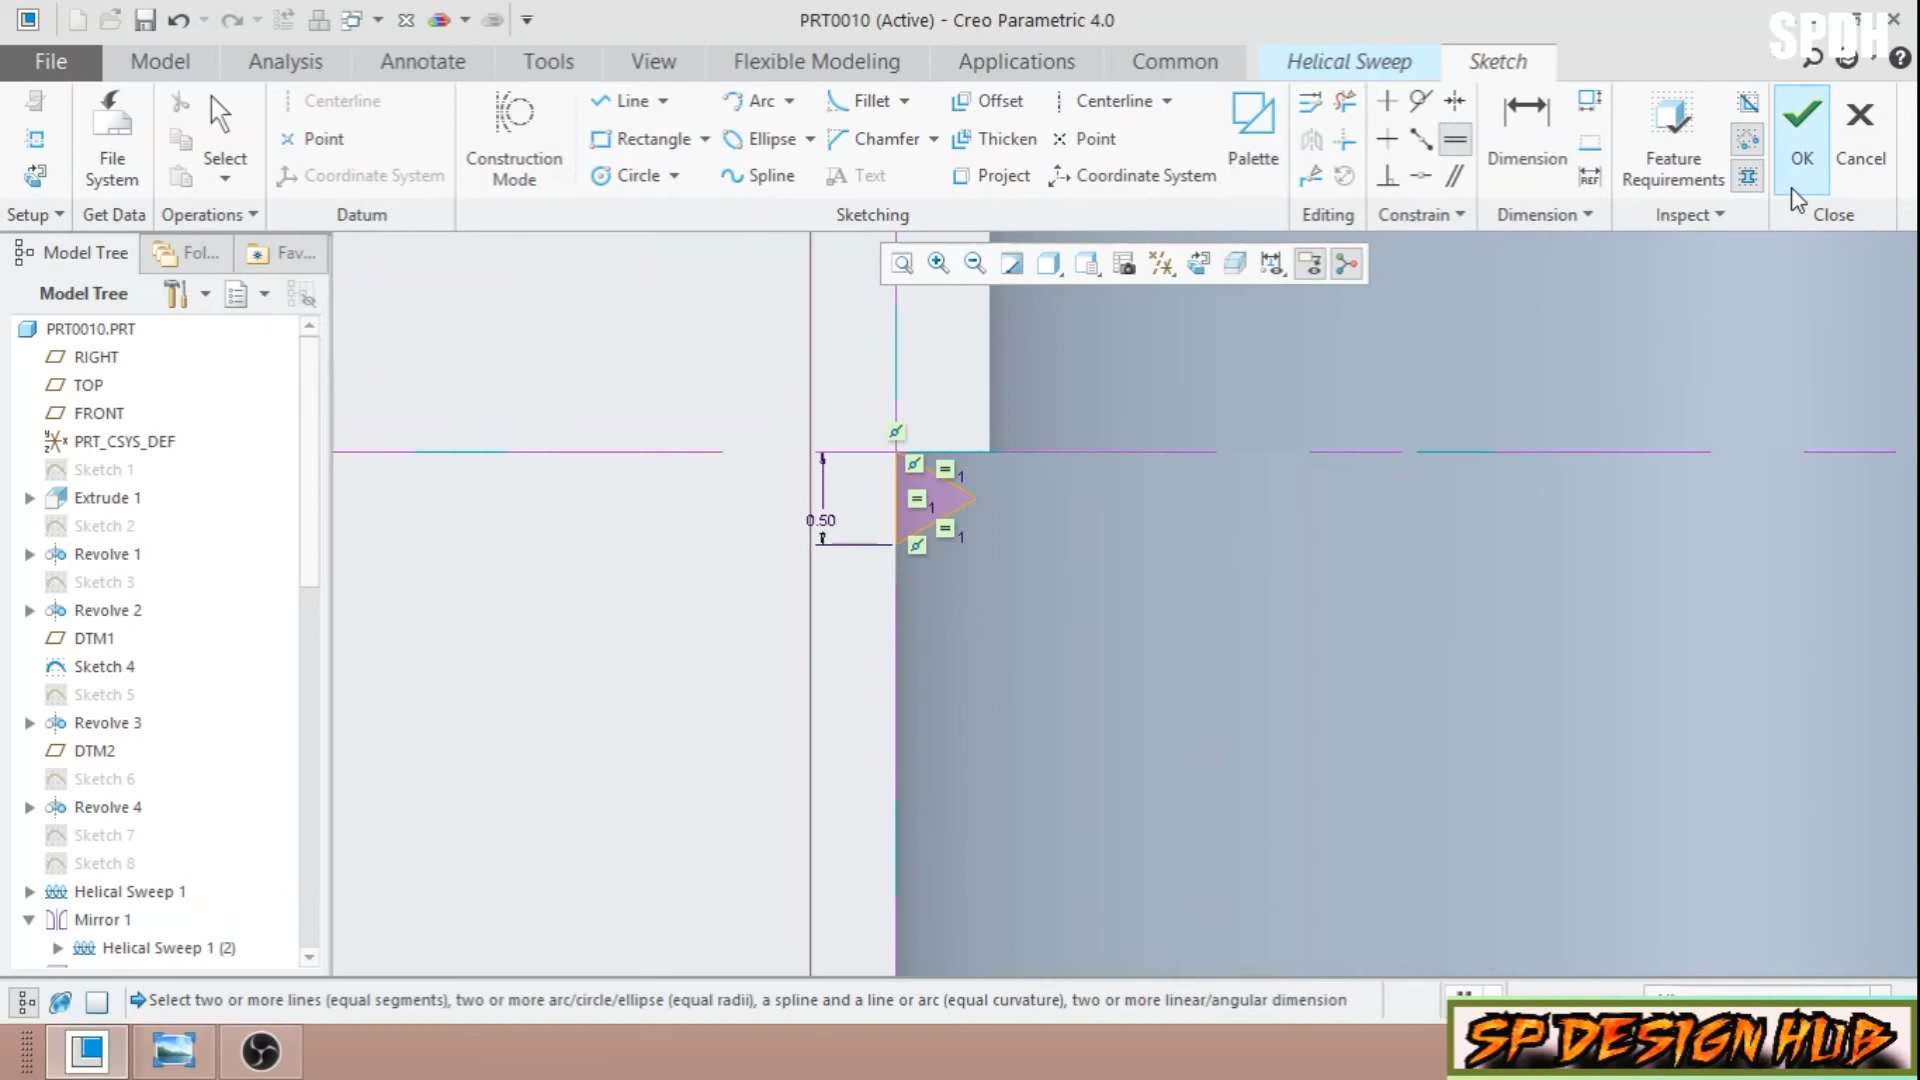 PRT0010 (Active) - Creo Parametric 4.0
SPDH
File
Model
Analysis
Annotate
Tools
View
Flexible Modeling
Applications
Common
Helical Sweep
Sketch
File System
Select
Centerline
Point
Coordinate System
Construction Mode
Line
Arc
Fillet
Offset
Centerline
Rectangle
Ellipse
Chamfer
Thicken
Point
Circle
Spline
Text
Project
Coordinate System
Palette
Dimension
REF
Feature Requirements
OK
Cancel
Setup
Get Data
Operations
Datum
Sketching
Editing
Constrain
Dimension
Inspect
Close
Model Tree
Fol...
Fav...
Model Tree
PRT0010.PRT
RIGHT
TOP
FRONT
PRT_CSYS_DEF
Sketch 1
Extrude 1
Sketch 2
Revolve 1
Sketch 3
Revolve 2
DTM1
Sketch 4
Sketch 5
Revolve 3
DTM2
Sketch 6
Revolve 4
Sketch 7
Sketch 8
Helical Sweep 1
Mirror 1
Helical Sweep 1 (2)
1
1
0.50
1
Select two or more lines (equal segments), two or more arc/circle/ellipse (equal radii), a spline and a line or arc (equal curvature), two or more linear/angular dimension
SP DESIGN HUB